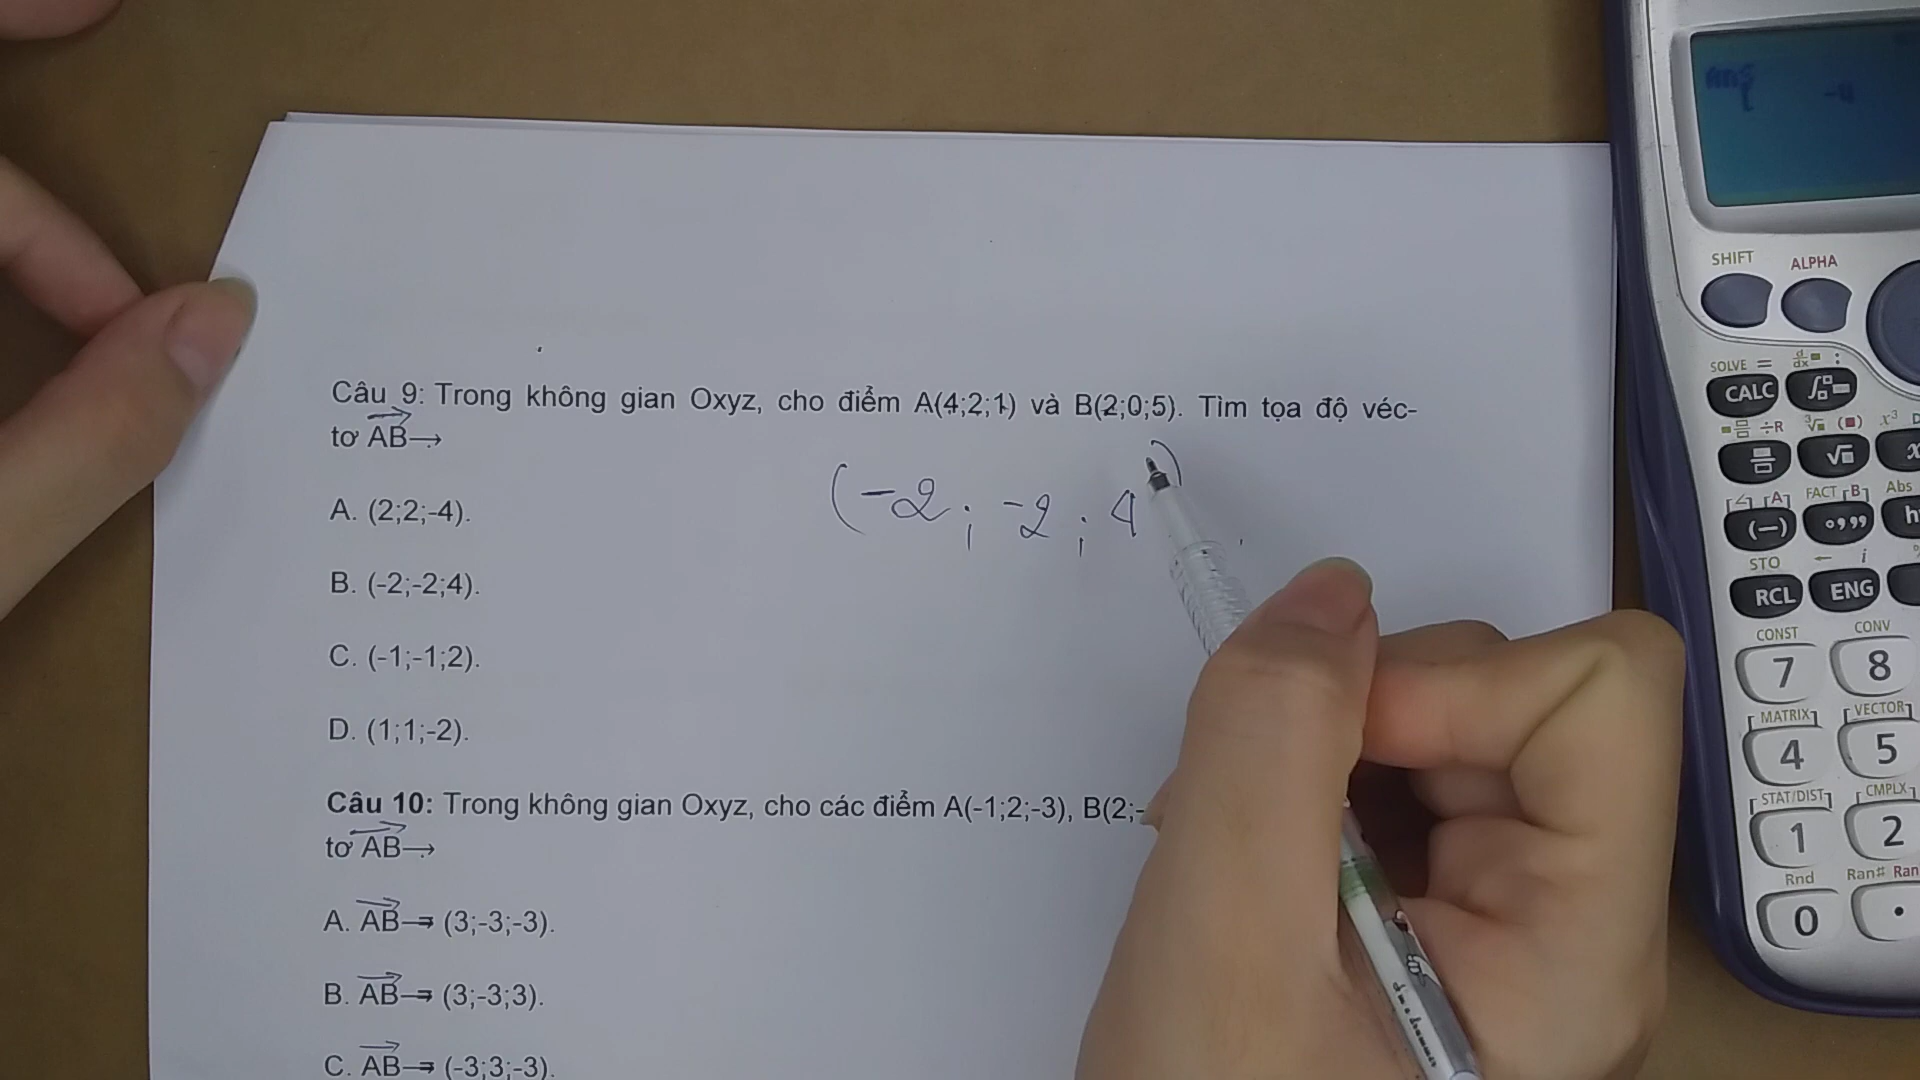 Câu 9: Trong không gian Oxyz, cho điểm A(4;2;1) và B(2;0;5). Tìm tọa độ véc-
tơ AB→
(-2; -2; 4)
A. (2;2;-4).
B. (-2;-2;4).
C. (-1;-1;2).
D. (1;1;-2).
Câu 10: Trong không gian Oxyz, cho các điểm A(-1;2;-3), B(2;-
tơ AB→
A. AB→= (3;-3;-3).
B. AB→= (3;-3;3).
C. AB→= (-3;3;-3).
SHIFT ALPHA
SOLVE = d/dx :
CALC
÷R
FACT [B] Abs
(−) °,,,
STO ← i
RCL ENG
CONST CONV
7 8
MATRIX VECTOR
4 5
STAT/DIST CMPLX
1 2
Rnd Ran# Ran
0 .
I'm a drummer